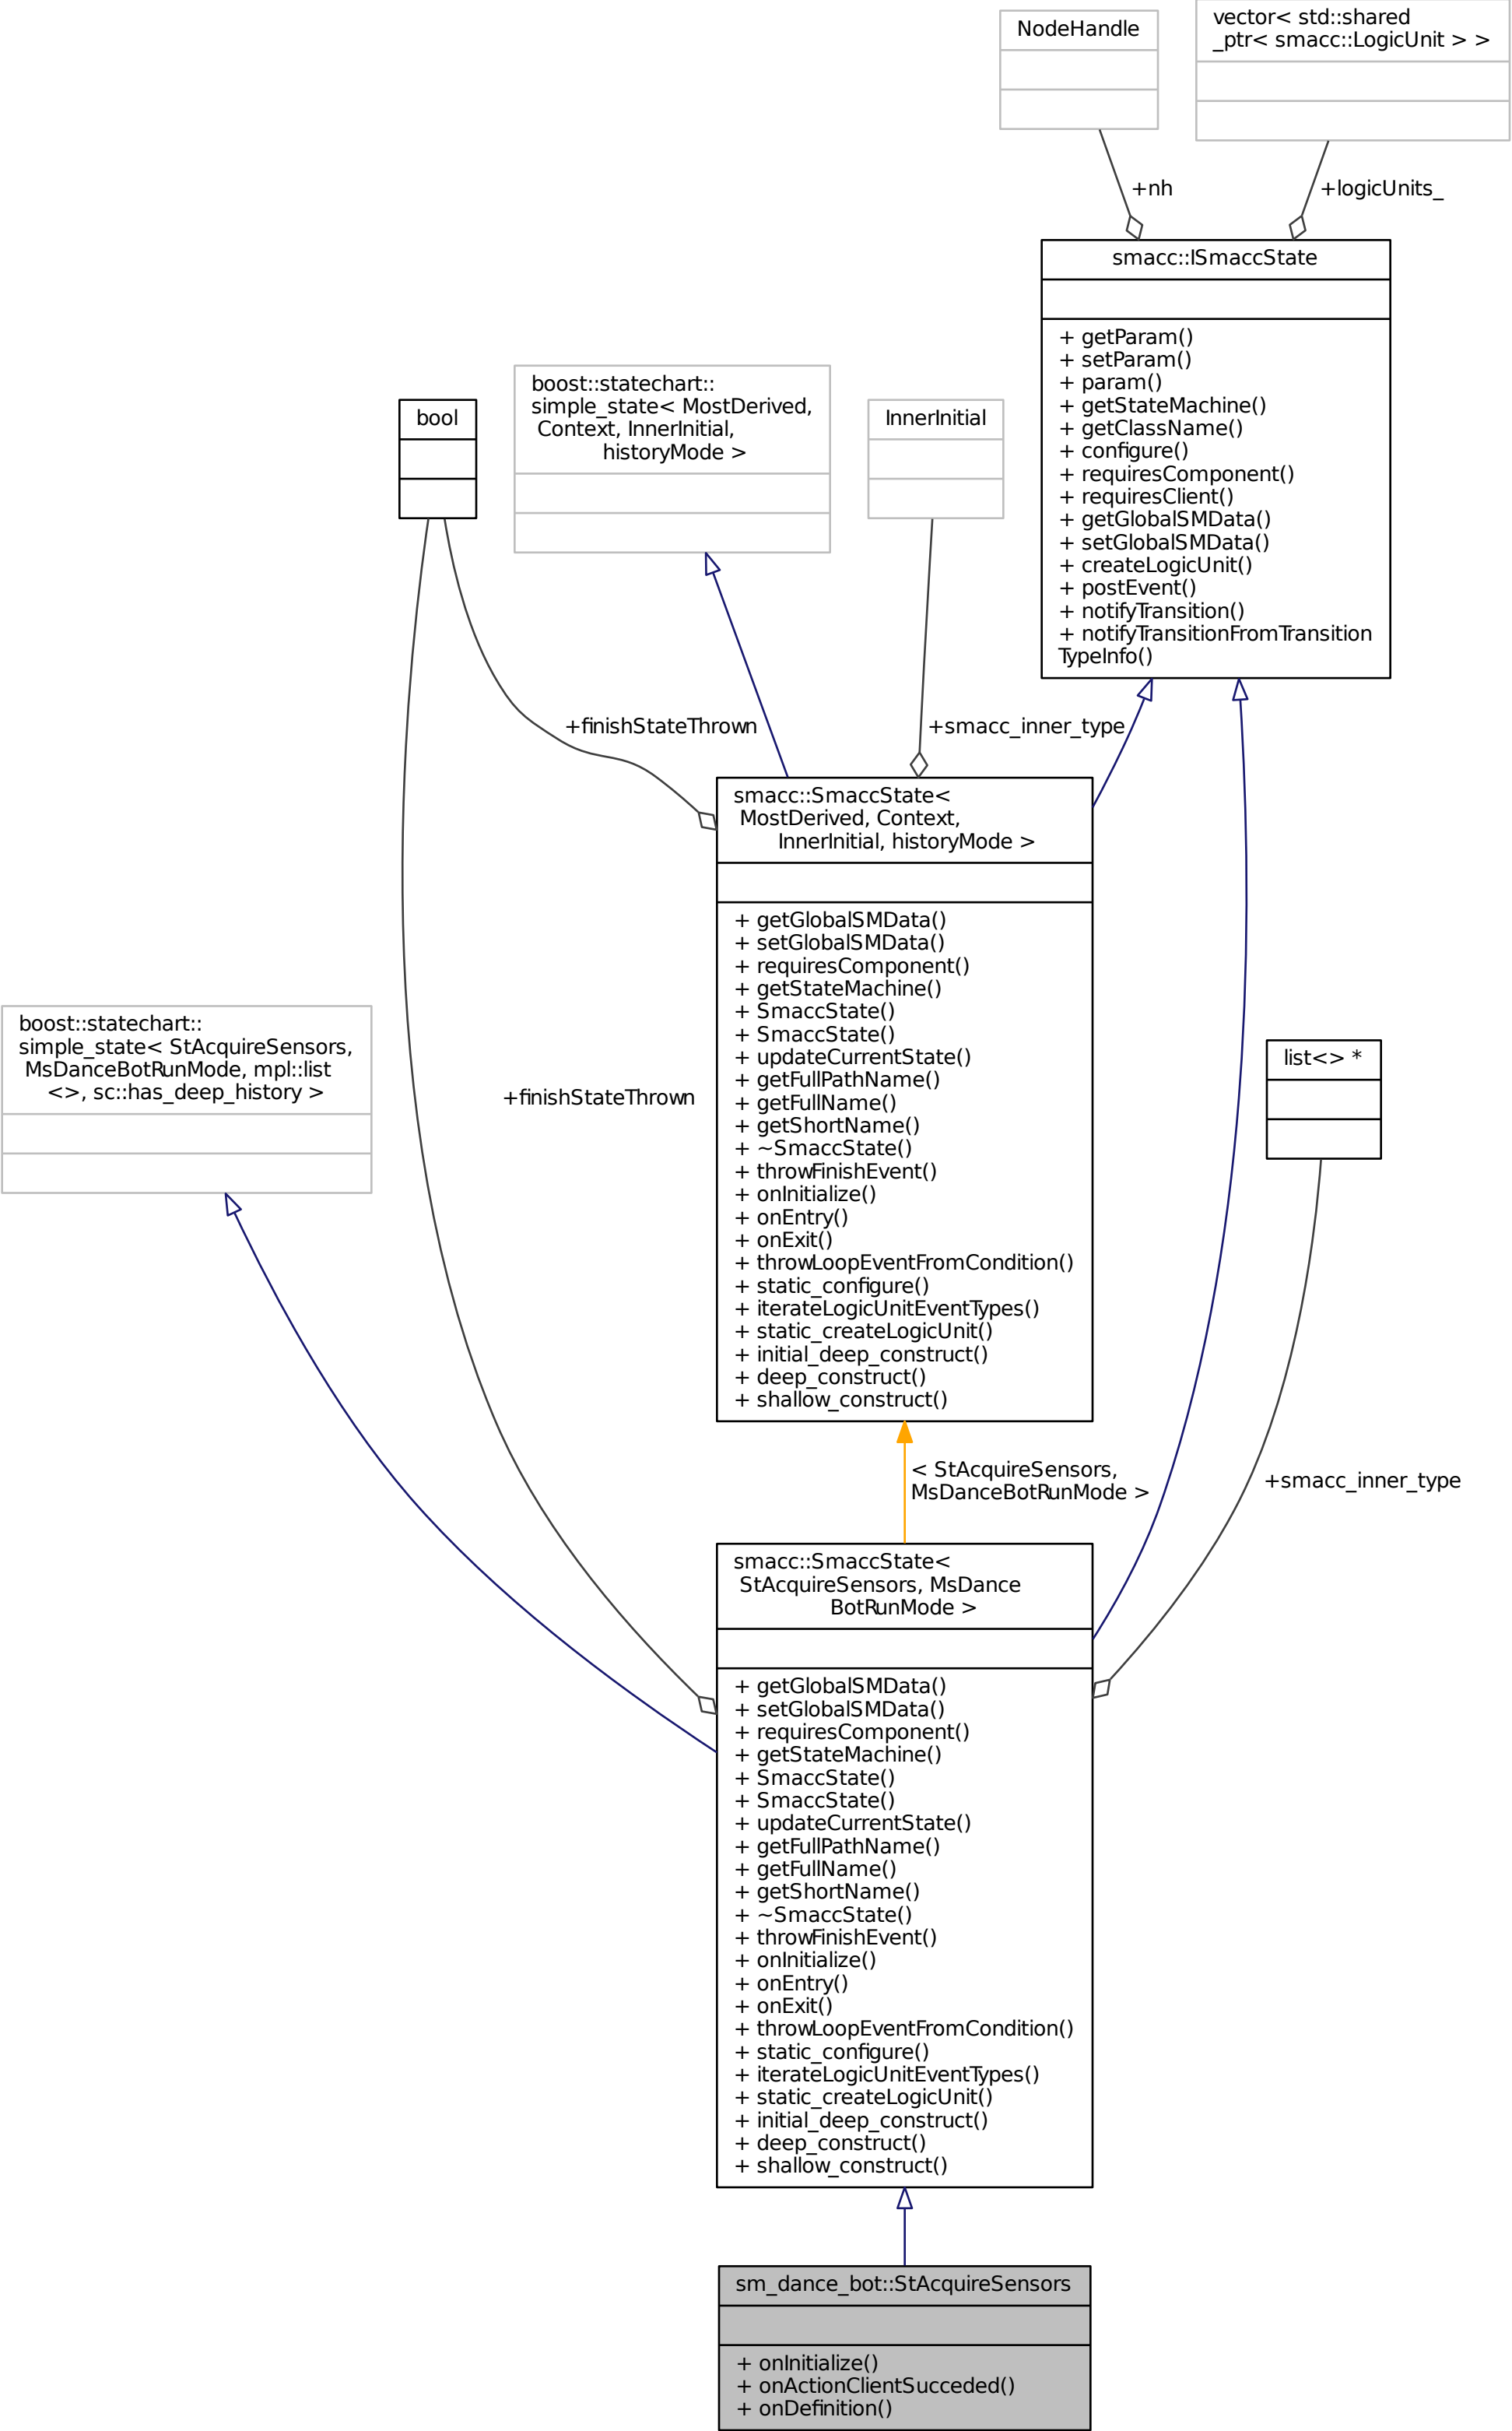 NodeHandle
vector< std::shared
_ptr< smacc::LogicUnit > >
+nh
+logicUnits_
smacc::ISmaccState
+ getParam()
+ setParam()
+ param()
+ getStateMachine()
+ getClassName()
+ configure()
+ requiresComponent()
+ requiresClient()
+ getGlobalSMData()
+ setGlobalSMData()
+ createLogicUnit()
+ postEvent()
+ notifyTransition()
+ notifyTransitionFromTransition
TypeInfo()
bool
boost::statechart::
simple_state< MostDerived,
Context, InnerInitial,
historyMode >
InnerInitial
+finishStateThrown
+smacc_inner_type
smacc::SmaccState<
MostDerived, Context,
InnerInitial, historyMode >
+ getGlobalSMData()
+ setGlobalSMData()
+ requiresComponent()
+ getStateMachine()
+ SmaccState()
+ SmaccState()
+ updateCurrentState()
+ getFullPathName()
+ getFullName()
+ getShortName()
+ ~SmaccState()
+ throwFinishEvent()
+ onInitialize()
+ onEntry()
+ onExit()
+ throwLoopEventFromCondition()
+ static_configure()
+ iterateLogicUnitEventTypes()
+ static_createLogicUnit()
+ initial_deep_construct()
+ deep_construct()
+ shallow_construct()
boost::statechart::
simple_state< StAcquireSensors,
MsDanceBotRunMode, mpl::list
<>, sc::has_deep_history >
+finishStateThrown
list<> *
< StAcquireSensors,
MsDanceBotRunMode >
+smacc_inner_type
smacc::SmaccState<
StAcquireSensors, MsDance
BotRunMode >
+ getGlobalSMData()
+ setGlobalSMData()
+ requiresComponent()
+ getStateMachine()
+ SmaccState()
+ SmaccState()
+ updateCurrentState()
+ getFullPathName()
+ getFullName()
+ getShortName()
+ ~SmaccState()
+ throwFinishEvent()
+ onInitialize()
+ onEntry()
+ onExit()
+ throwLoopEventFromCondition()
+ static_configure()
+ iterateLogicUnitEventTypes()
+ static_createLogicUnit()
+ initial_deep_construct()
+ deep_construct()
+ shallow_construct()
sm_dance_bot::StAcquireSensors
+ onInitialize()
+ onActionClientSucceded()
+ onDefinition()